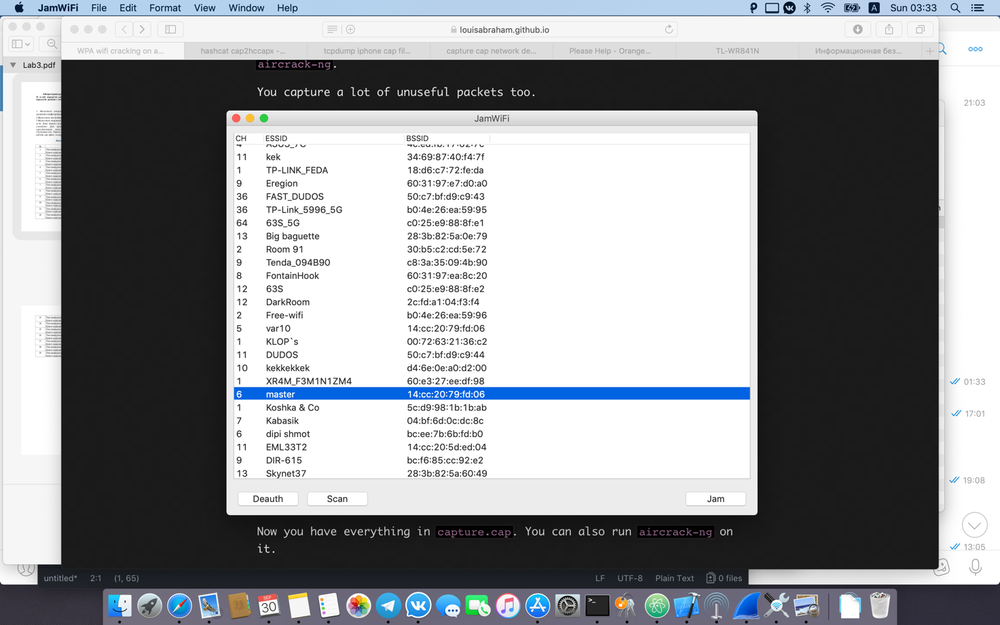 JamWiFi File Edit Format View Window Help
Sun 03:33
louisabraham.github.io
WPA wifi cracking on a...
hashcat cap2hccapx -...
tcpdump iphone cap fil...
capture cap network de...
Please Help - Orange...
TL-WR841N
Информационная без...
Lab3.pdf
aircrack-ng.
You capture a lot of unuseful packets too.
JamWiFi
CH ESSID BSSID
4 ASUS_7C 4c:ed:fb:17:62:7c
11 kek 34:69:87:40:f4:7f
1 TP-LINK_FEDA 18:d6:c7:72:fe:da
9 Eregion 60:31:97:e7:d0:a0
36 FAST_DUDOS 50:c7:bf:d9:c9:43
36 TP-Link_5996_5G b0:4e:26:ea:59:95
64 63S_5G c0:25:e9:88:8f:e1
13 Big baguette 28:3b:82:5a:0e:79
2 Room 91 30:b5:c2:cd:5e:72
9 Tenda_094B90 c8:3a:35:09:4b:90
8 FontainHook 60:31:97:ea:8c:20
12 63S c0:25:e9:88:8f:e2
12 DarkRoom 2c:fd:a1:04:f3:f4
2 Free-wifi b0:4e:26:ea:59:96
5 var10 14:cc:20:79:fd:06
1 KLOP`s 00:72:63:21:36:c2
11 DUDOS 50:c7:bf:d9:c9:44
10 kekkekkek d4:6e:0e:a0:d2:00
1 XR4M_F3M1N1ZM4 60:e3:27:ee:df:98
6 master 14:cc:20:79:fd:06
1 Koshka & Co 5c:d9:98:1b:1b:ab
7 Kabasik 04:bf:6d:0c:dc:8c
6 dipi shmot bc:ee:7b:6b:fd:b0
11 EML33T2 14:cc:20:5d:ed:04
9 DIR-615 bc:f6:85:cc:92:e2
13 Skynet37 28:3b:82:5a:60:49
Deauth Scan Jam
Now you have everything in capture.cap. You can also run aircrack-ng on
it.
21:03
01:33
17:01
19:08
13:05
untitled* 2:1 (1, 65) LF UTF-8 Plain Text 0 files
SEP
30